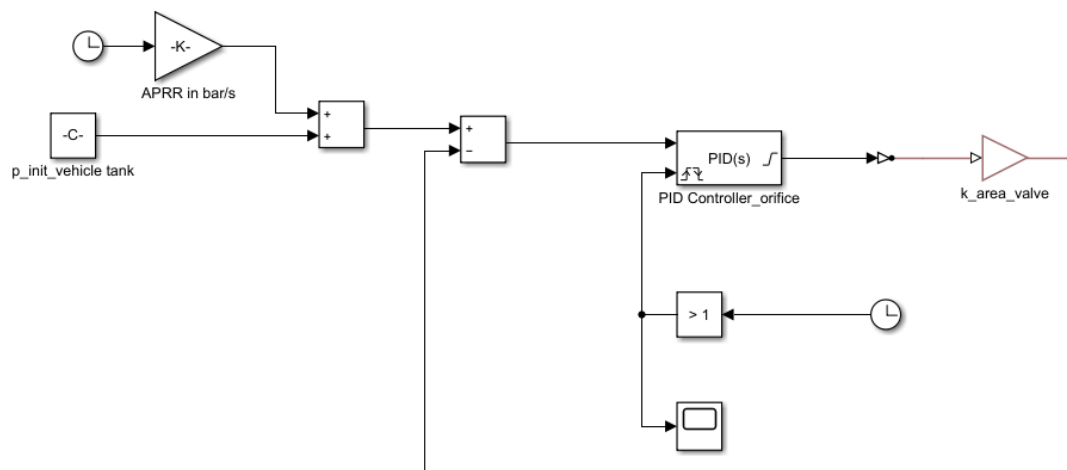 -K-
APRR in bar/s
-C-
p_init_vehicle tank
+
+
+
−
PID(s)
PID Controller_orifice
k_area_valve
> 1